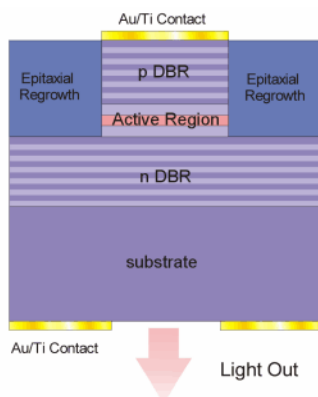 Au/Ti Contact
p DBR
Epitaxial
Regrowth
Epitaxial
Regrowth
Active Region
n DBR
substrate
Au/Ti Contact
Light Out